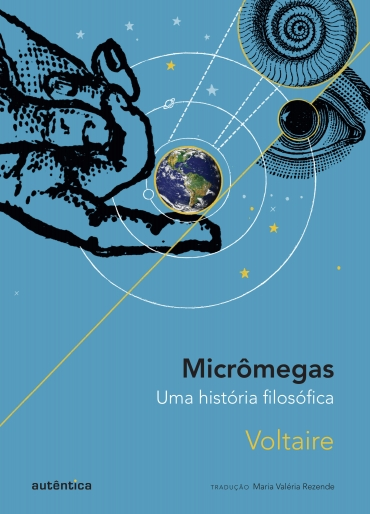 Micrômegas
Uma história filosófica
Voltaire
autêntica
TRADUÇÃO Maria Valéria Rezende